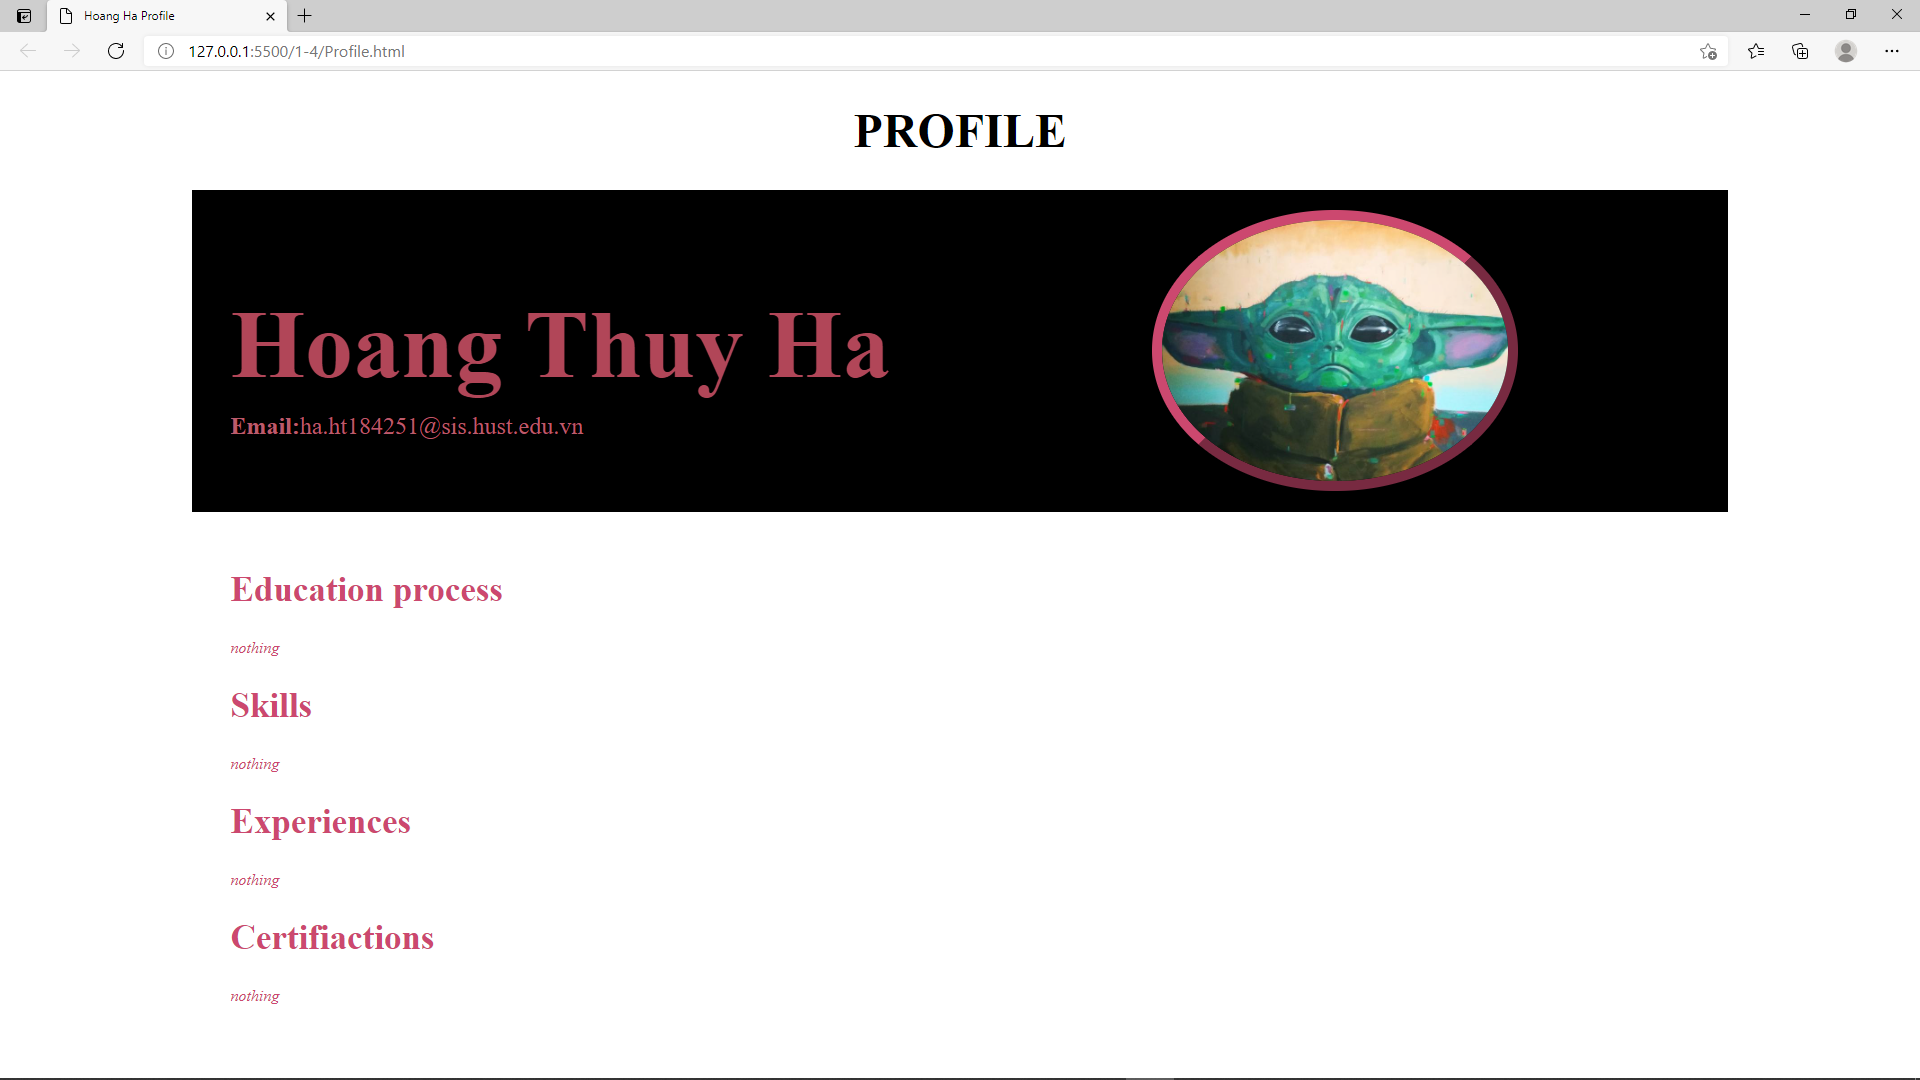 Hoang Ha Profile
127.0.0.1:5500/1-4/Profile.html
PROFILE
Hoang Thuy Ha
Email:ha.ht184251@sis.hust.edu.vn
Education process
nothing
Skills
nothing
Experiences
nothing
Certifiactions
nothing